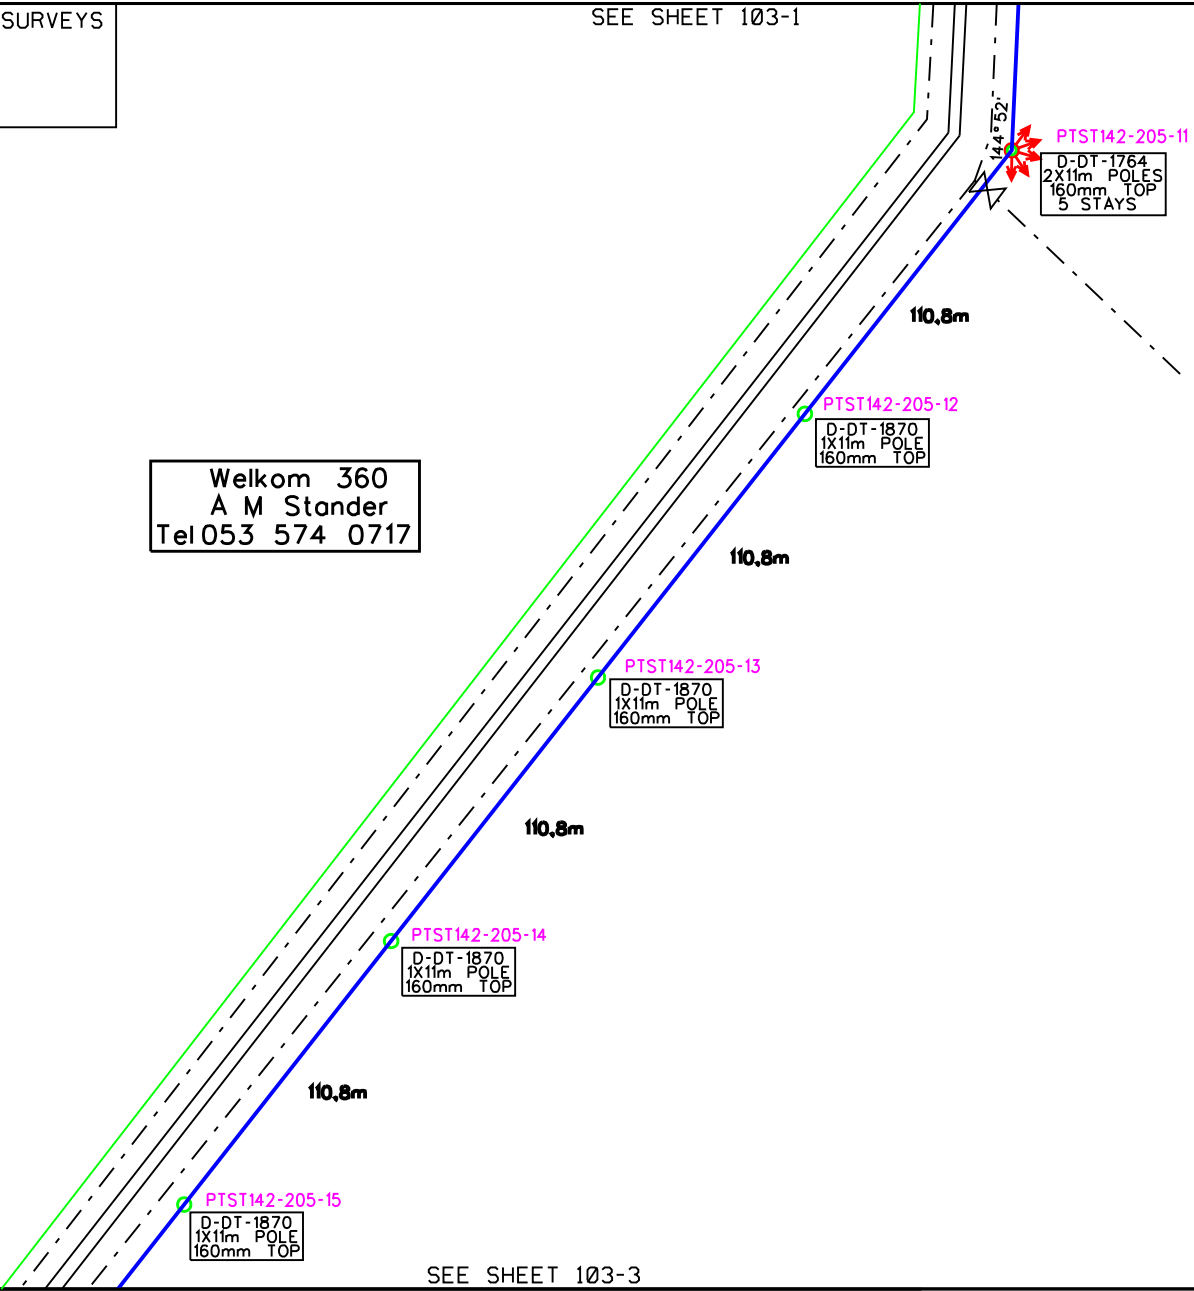 SURVEYS
SEE SHEET 103-1
144° 52'
PTST142-205-11
D-DT-1764
2X11m POLES
160mm TOP
5 STAYS
110,8m
PTST142-205-12
D-DT-1870
1X11m POLE
160mm TOP
Welkom 360
A M Stander
Tel 053 574 0717
110,8m
PTST142-205-13
D-DT-1870
1X11m POLE
160mm TOP
110,8m
PTST142-205-14
D-DT-1870
1X11m POLE
160mm TOP
110,8m
PTST142-205-15
D-DT-1870
1X11m POLE
160mm TOP
SEE SHEET 103-3